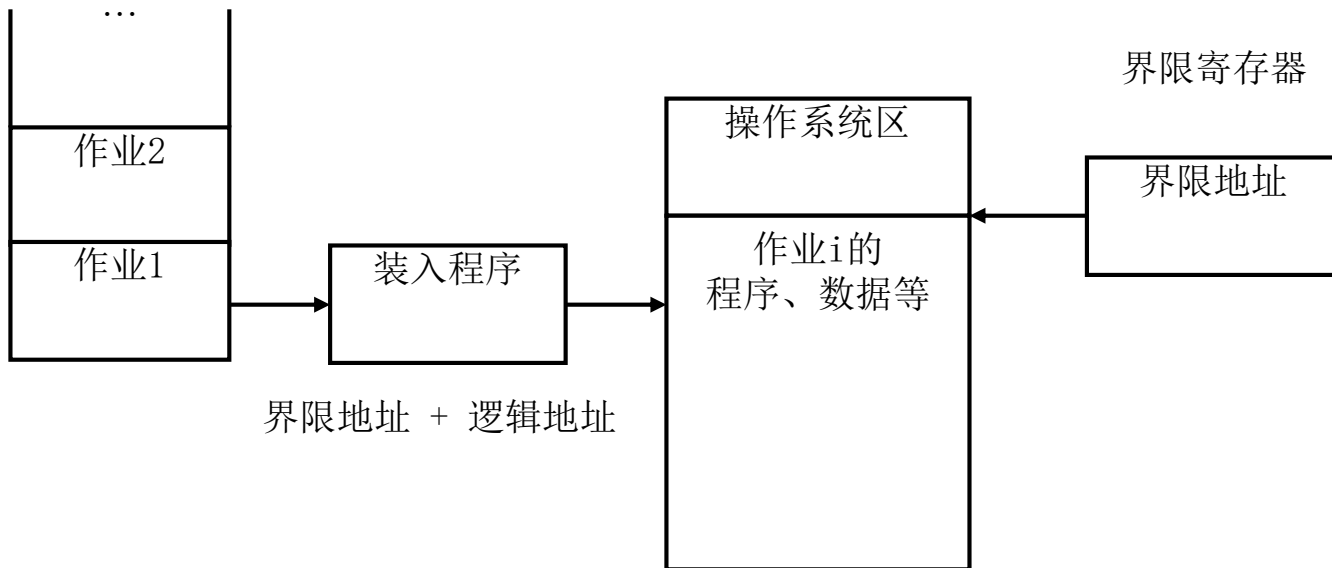 …
作业2
作业1
装入程序
界限地址 + 逻辑地址
操作系统区
作业i的
程序、数据等
界限寄存器
界限地址